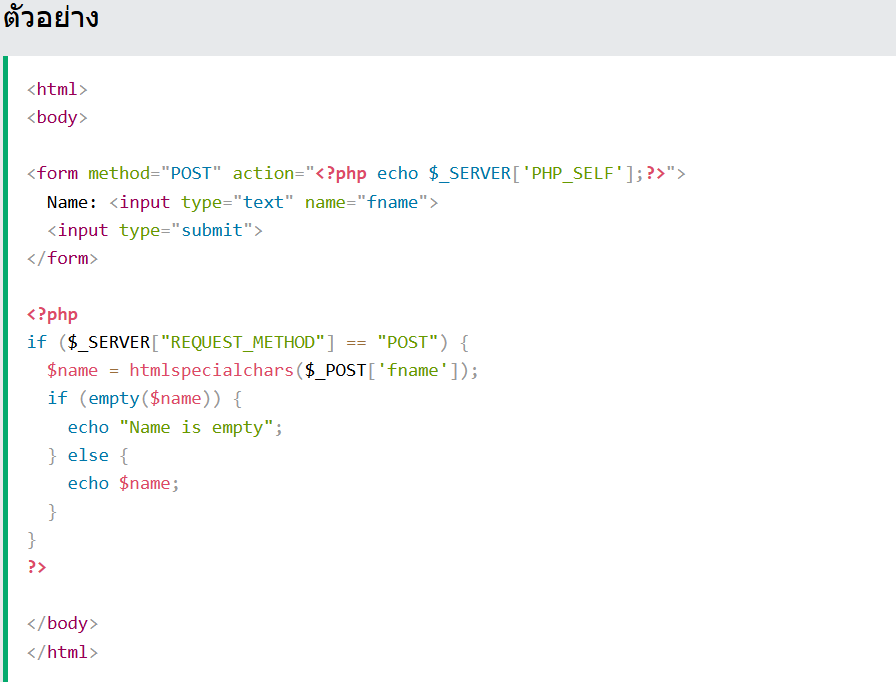 ตัวอย่าง
<html>
<body>
<form method="POST" action="<?php echo $_SERVER['PHP_SELF'];?>">
Name: <input type="text" name="fname">
<input type="submit">
</form>
<?php
if ($_SERVER["REQUEST_METHOD"] == "POST") {
$name = htmlspecialchars($_POST['fname']);
if (empty($name)) {
echo "Name is empty";
} else {
echo $name;
}
}
?>
</body>
</html>